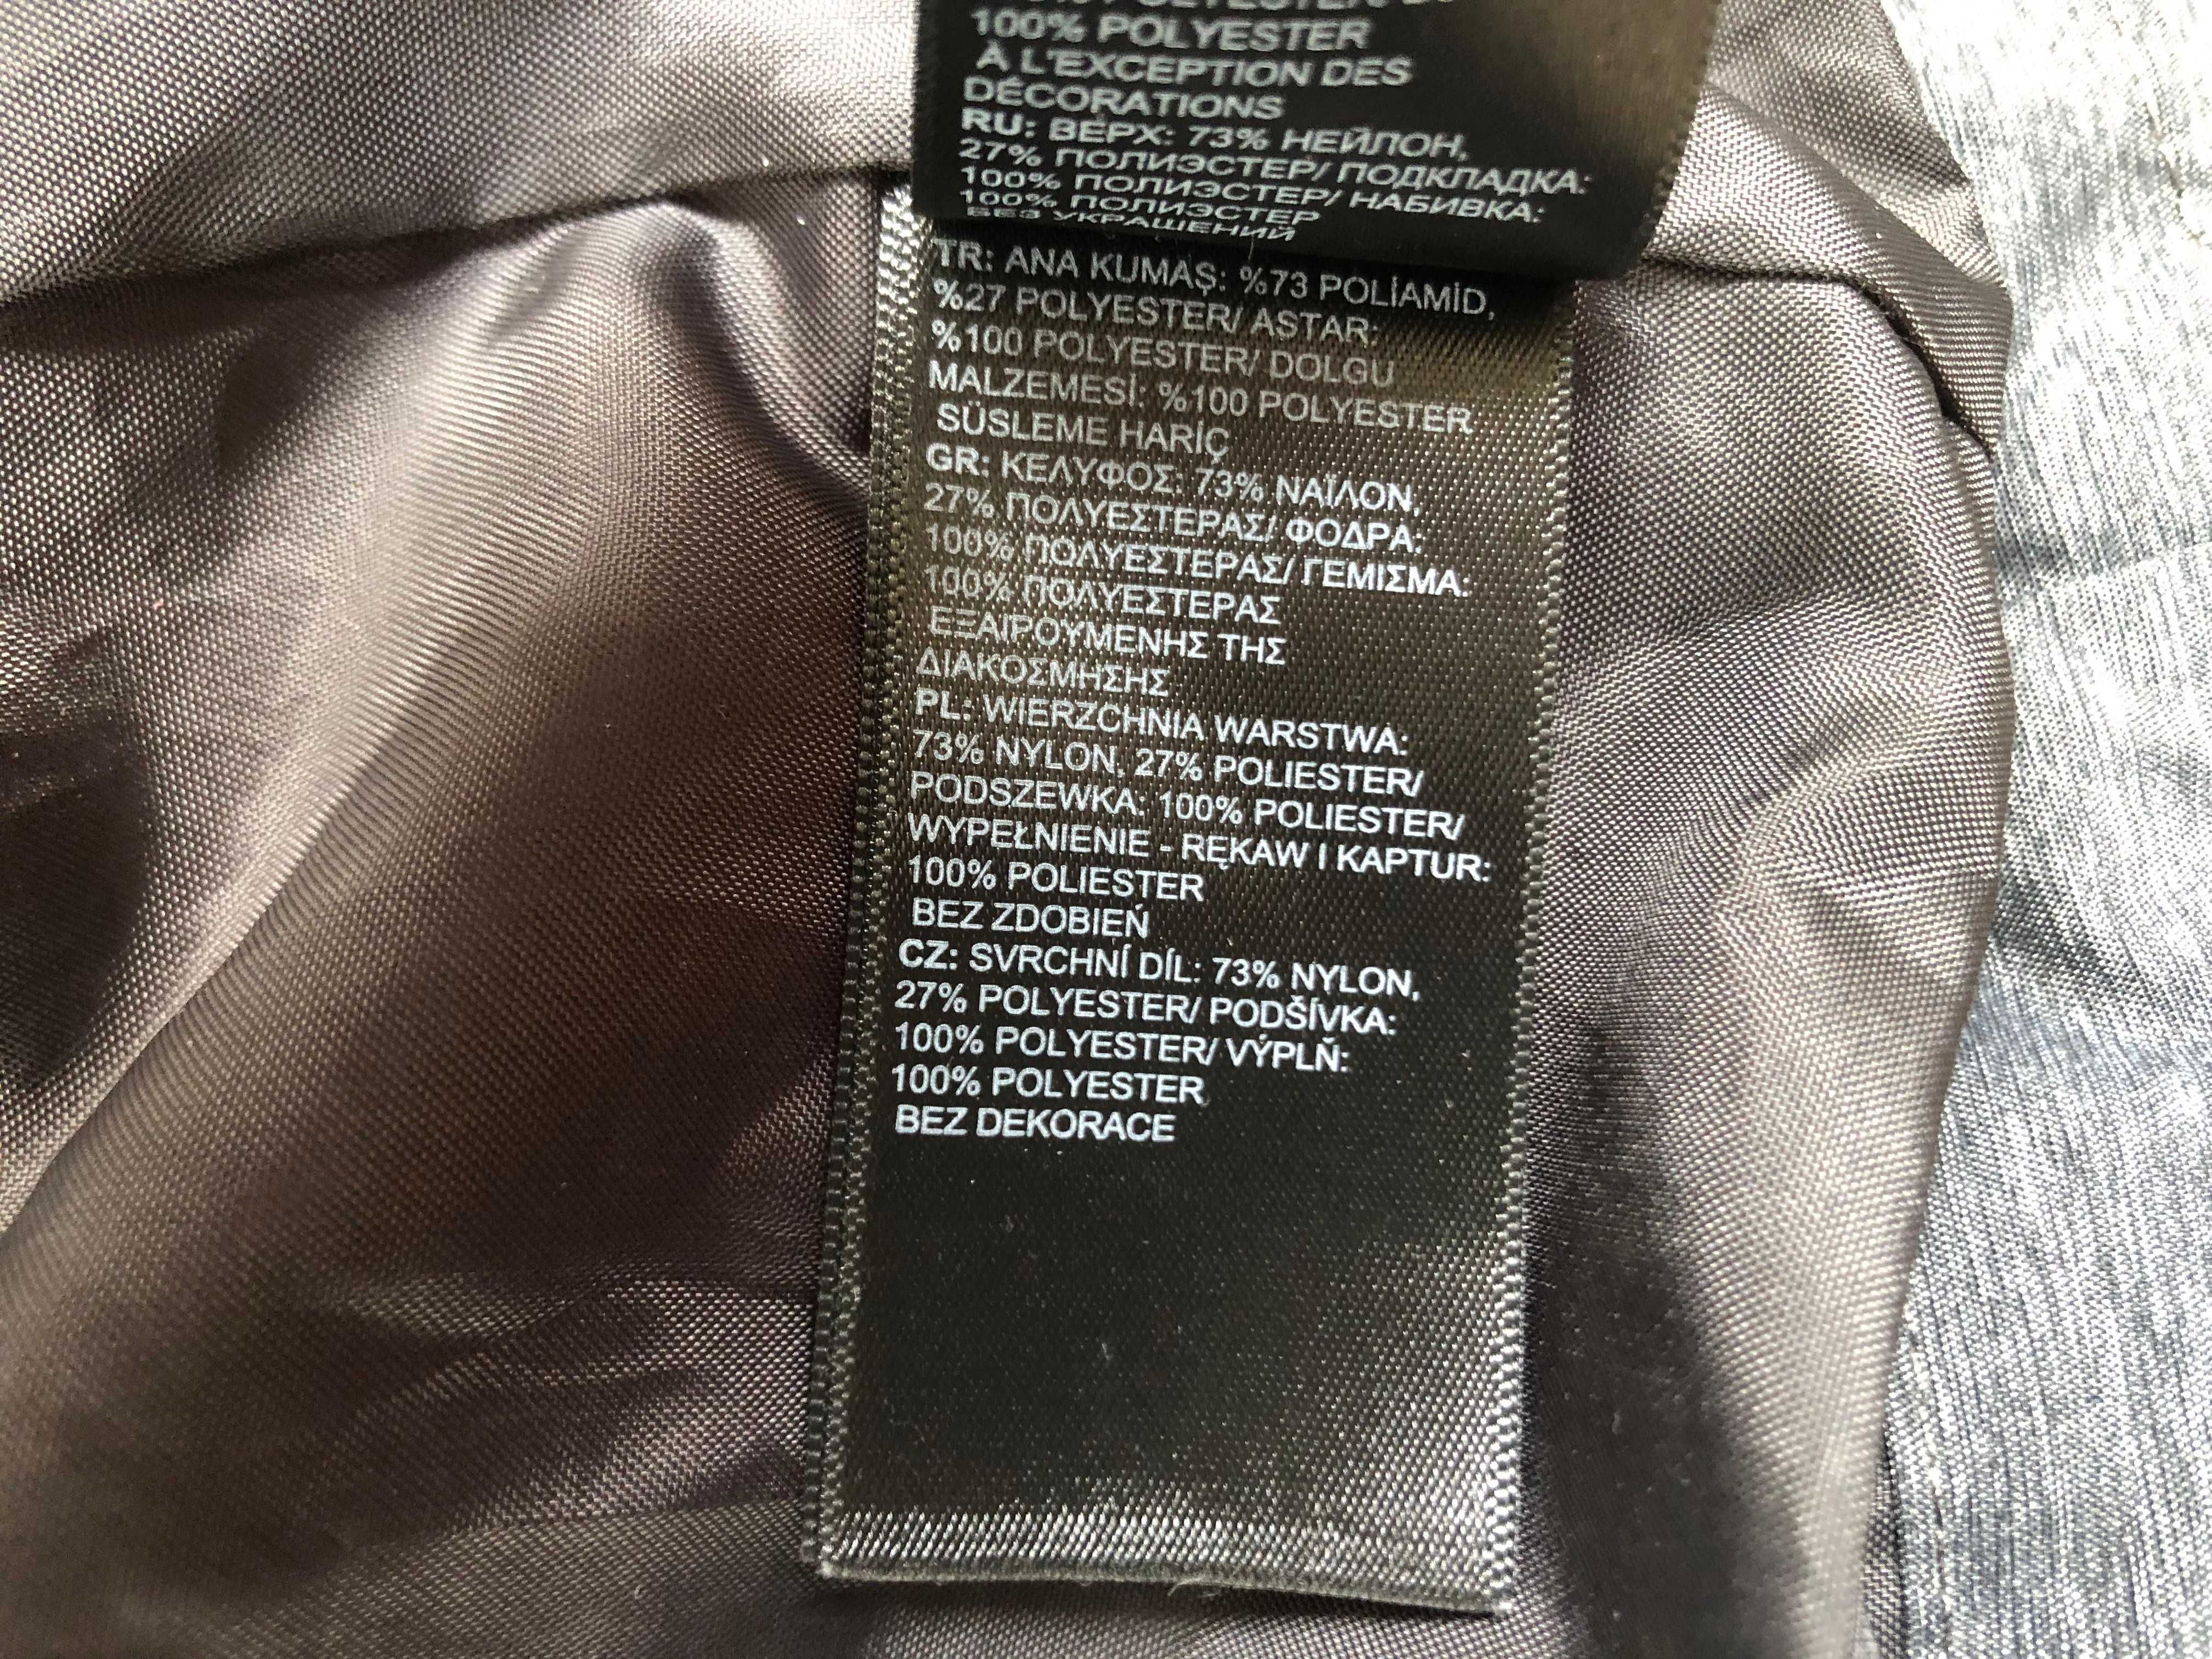 100% POLYESTER
À L'EXCEPTION DES
DÉCORATIONS
RU: ВЕРХ: 73% НЕЙЛОН,
27% ПОЛИЭСТЕР/ ПОДКЛАДКА:
100% ПОЛИЭСТЕР/ НАБИВКА:
100% ПОЛИЭСТЕР
БЕЗ УКРАШЕНИЙ
TR: ANA KUMAŞ: %73 POLİAMİD,
%27 POLYESTER/ ASTAR:
%100 POLYESTER/ DOLGU
MALZEMESİ: %100 POLYESTER
SÜSLEME HARİÇ
GR: ΚΕΛΥΦΟΣ: 73% ΝΑΪΛΟΝ,
27% ΠΟΛΥΕΣΤΕΡΑΣ/ ΦΟΔΡΑ:
100% ΠΟΛΥΕΣΤΕΡΑΣ/ ΓΕΜΙΣΜΑ:
100% ΠΟΛΥΕΣΤΕΡΑΣ
ΕΞΑΙΡΟΥΜΕΝΗΣ ΤΗΣ
ΔΙΑΚΟΣΜΗΣΗΣ
PL: WIERZCHNIA WARSTWA:
73% NYLON, 27% POLIESTER/
PODSZEWKA: 100% POLIESTER/
WYPEŁNIENIE - RĘKAW I KAPTUR:
100% POLIESTER
BEZ ZDOBIEŃ
CZ: SVRCHNÍ DÍL: 73% NYLON,
27% POLYESTER/ PODŠÍVKA:
100% POLYESTER/ VÝPLŇ:
100% POLYESTER
BEZ DEKORACE